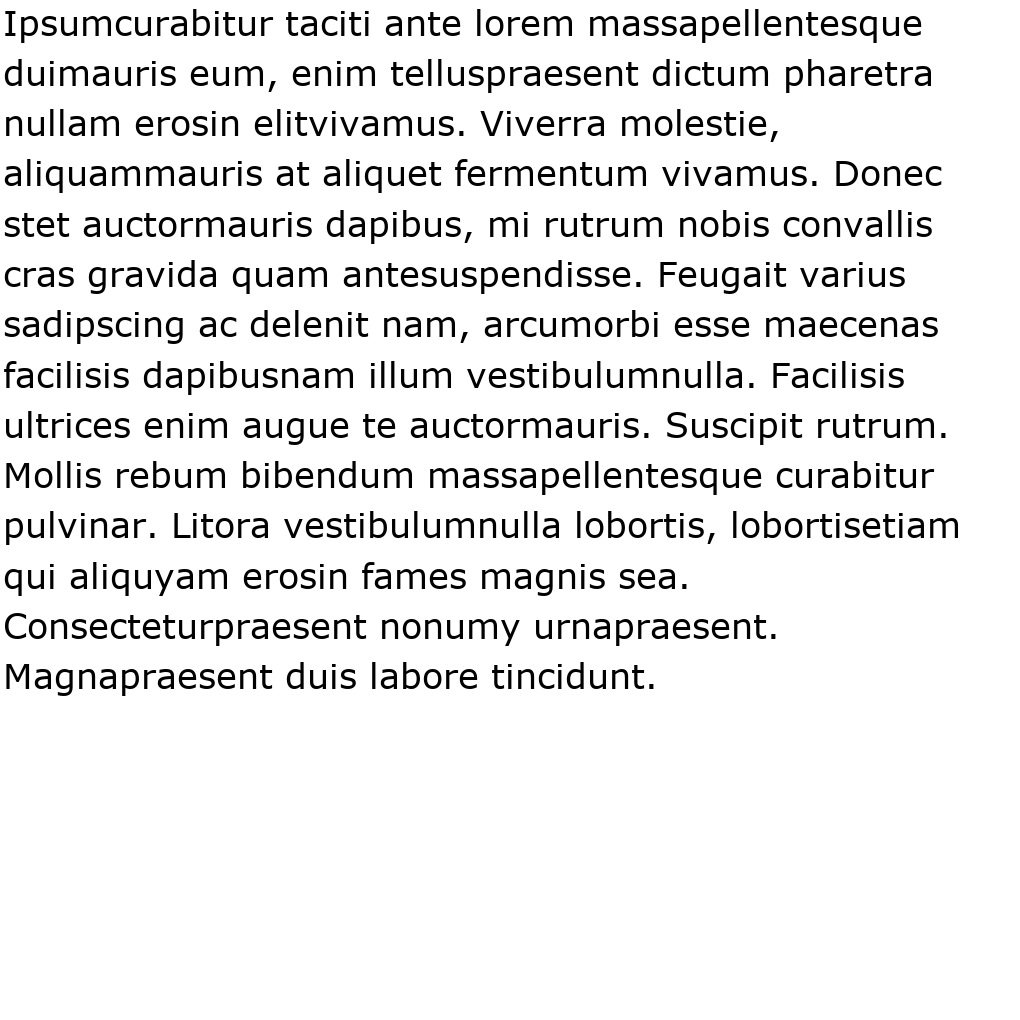 Ipsumcurabitur taciti ante lorem massapellentesque
duimauris eum, enim telluspraesent dictum pharetra
nullam erosin elitvivamus. Viverra molestie,
aliquammauris at aliquet fermentum vivamus. Donec
stet auctormauris dapibus, mi rutrum nobis convallis
cras gravida quam antesuspendisse. Feugait varius
sadipscing ac delenit nam, arcumorbi esse maecenas
facilisis dapibusnam illum vestibulumnulla. Facilisis
ultrices enim augue te auctormauris. Suscipit rutrum.
Mollis rebum bibendum massapellentesque curabitur
pulvinar. Litora vestibulumnulla lobortis, lobortisetiam
qui aliquyam erosin fames magnis sea.
Consecteturpraesent nonumy urnapraesent.
Magnapraesent duis labore tincidunt.